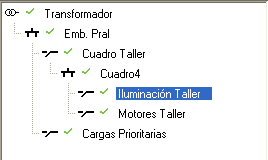 Transformador
Emb. Pral
Cuadro Taller
Cuadro4
Iluminación Taller
Motores Taller
Cargas Prioritarias